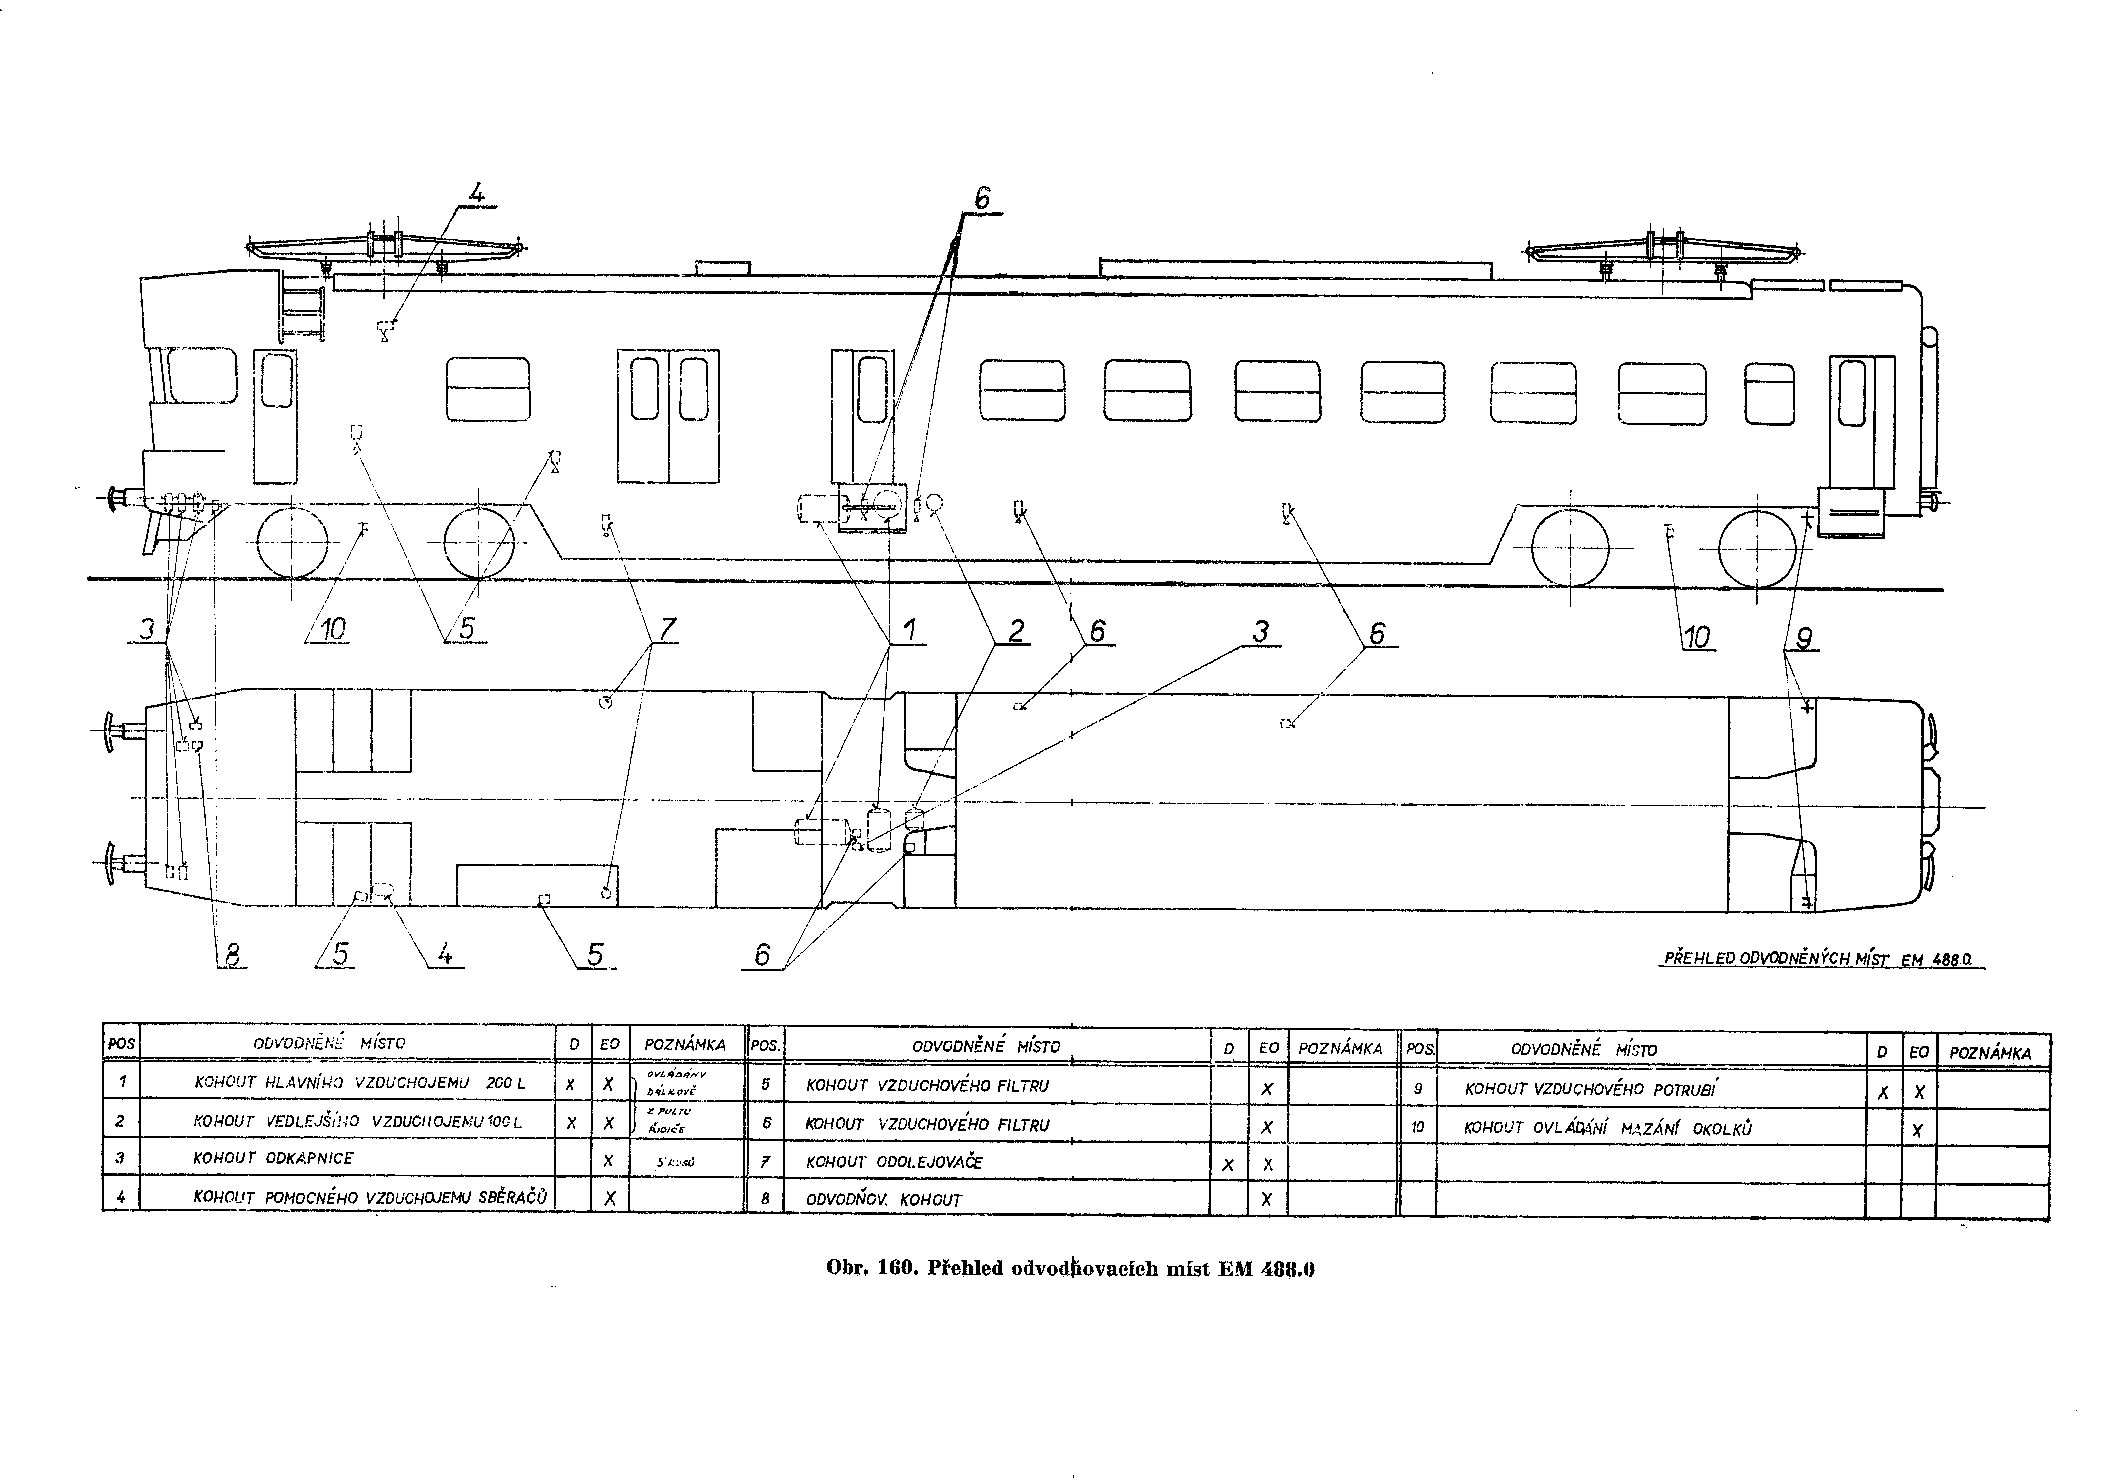 4 6
3 10 5 7 1 2 6 3 6 10 9
8 5 4 5 6
PŘEHLED ODVODNĚNÝCH MÍST EM 488.0
POS ODVODNĚNÉ MÍSTO D EO POZNÁMKA POS. ODVODNĚNÉ MÍSTO D EO POZNÁMKA POS. ODVODNĚNÉ MÍSTO D EO POZNÁMKA
1 KOHOUT HLAVNÍHO VZDUCHOJEMU 200 L X X OVLÁDÁNY DÁLKOVĚ 5 KOHOUT VZDUCHOVÉHO FILTRU X 9 KOHOUT VZDUCHOVÉHO POTRUBÍ X X
2 KOHOUT VEDLEJŠÍHO VZDUCHOJEMU 100 L X X Z PULTU ŘIDIČE 6 KOHOUT VZDUCHOVÉHO FILTRU X 10 KOHOUT OVLÁDÁNÍ MAZÁNÍ OKOLKŮ X
3 KOHOUT ODKAPNICE X 5 KUSŮ 7 KOHOUT ODOLEJOVAČE X X
4 KOHOUT POMOCNÉHO VZDUCHOJEMU SBĚRAČŮ X 8 ODVODŇOV. KOHOUT X
Obr. 160. Přehled odvodňovacích míst EM 488.0